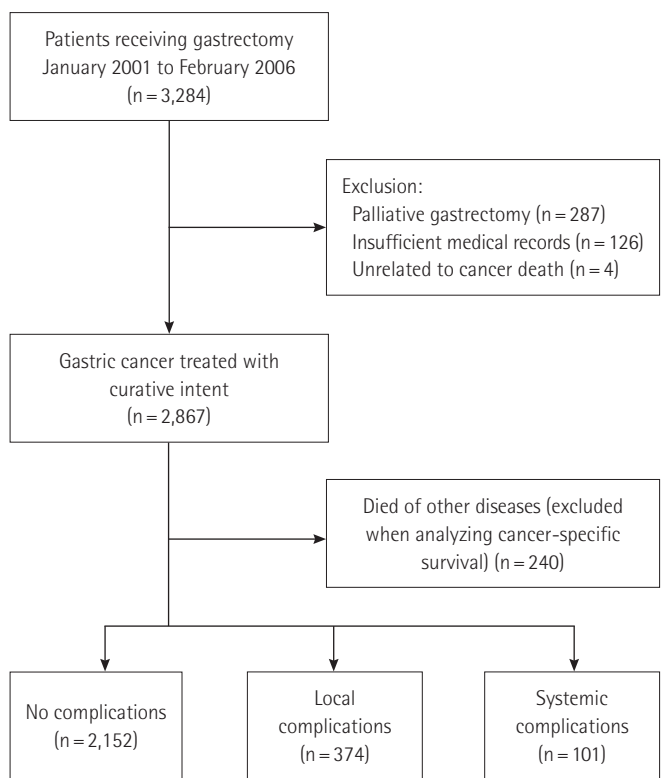 Patients receiving gastrectomy
January 2001 to February 2006
(n = 3,284)
Exclusion:
Palliative gastrectomy (n = 287)
Insufficient medical records (n = 126)
Unrelated to cancer death (n = 4)
Gastric cancer treated with
curative intent
(n = 2,867)
Died of other diseases (excluded
when analyzing cancer-specific
survival) (n = 240)
No complications
(n = 2,152)
Local
complications
(n = 374)
Systemic
complications
(n = 101)